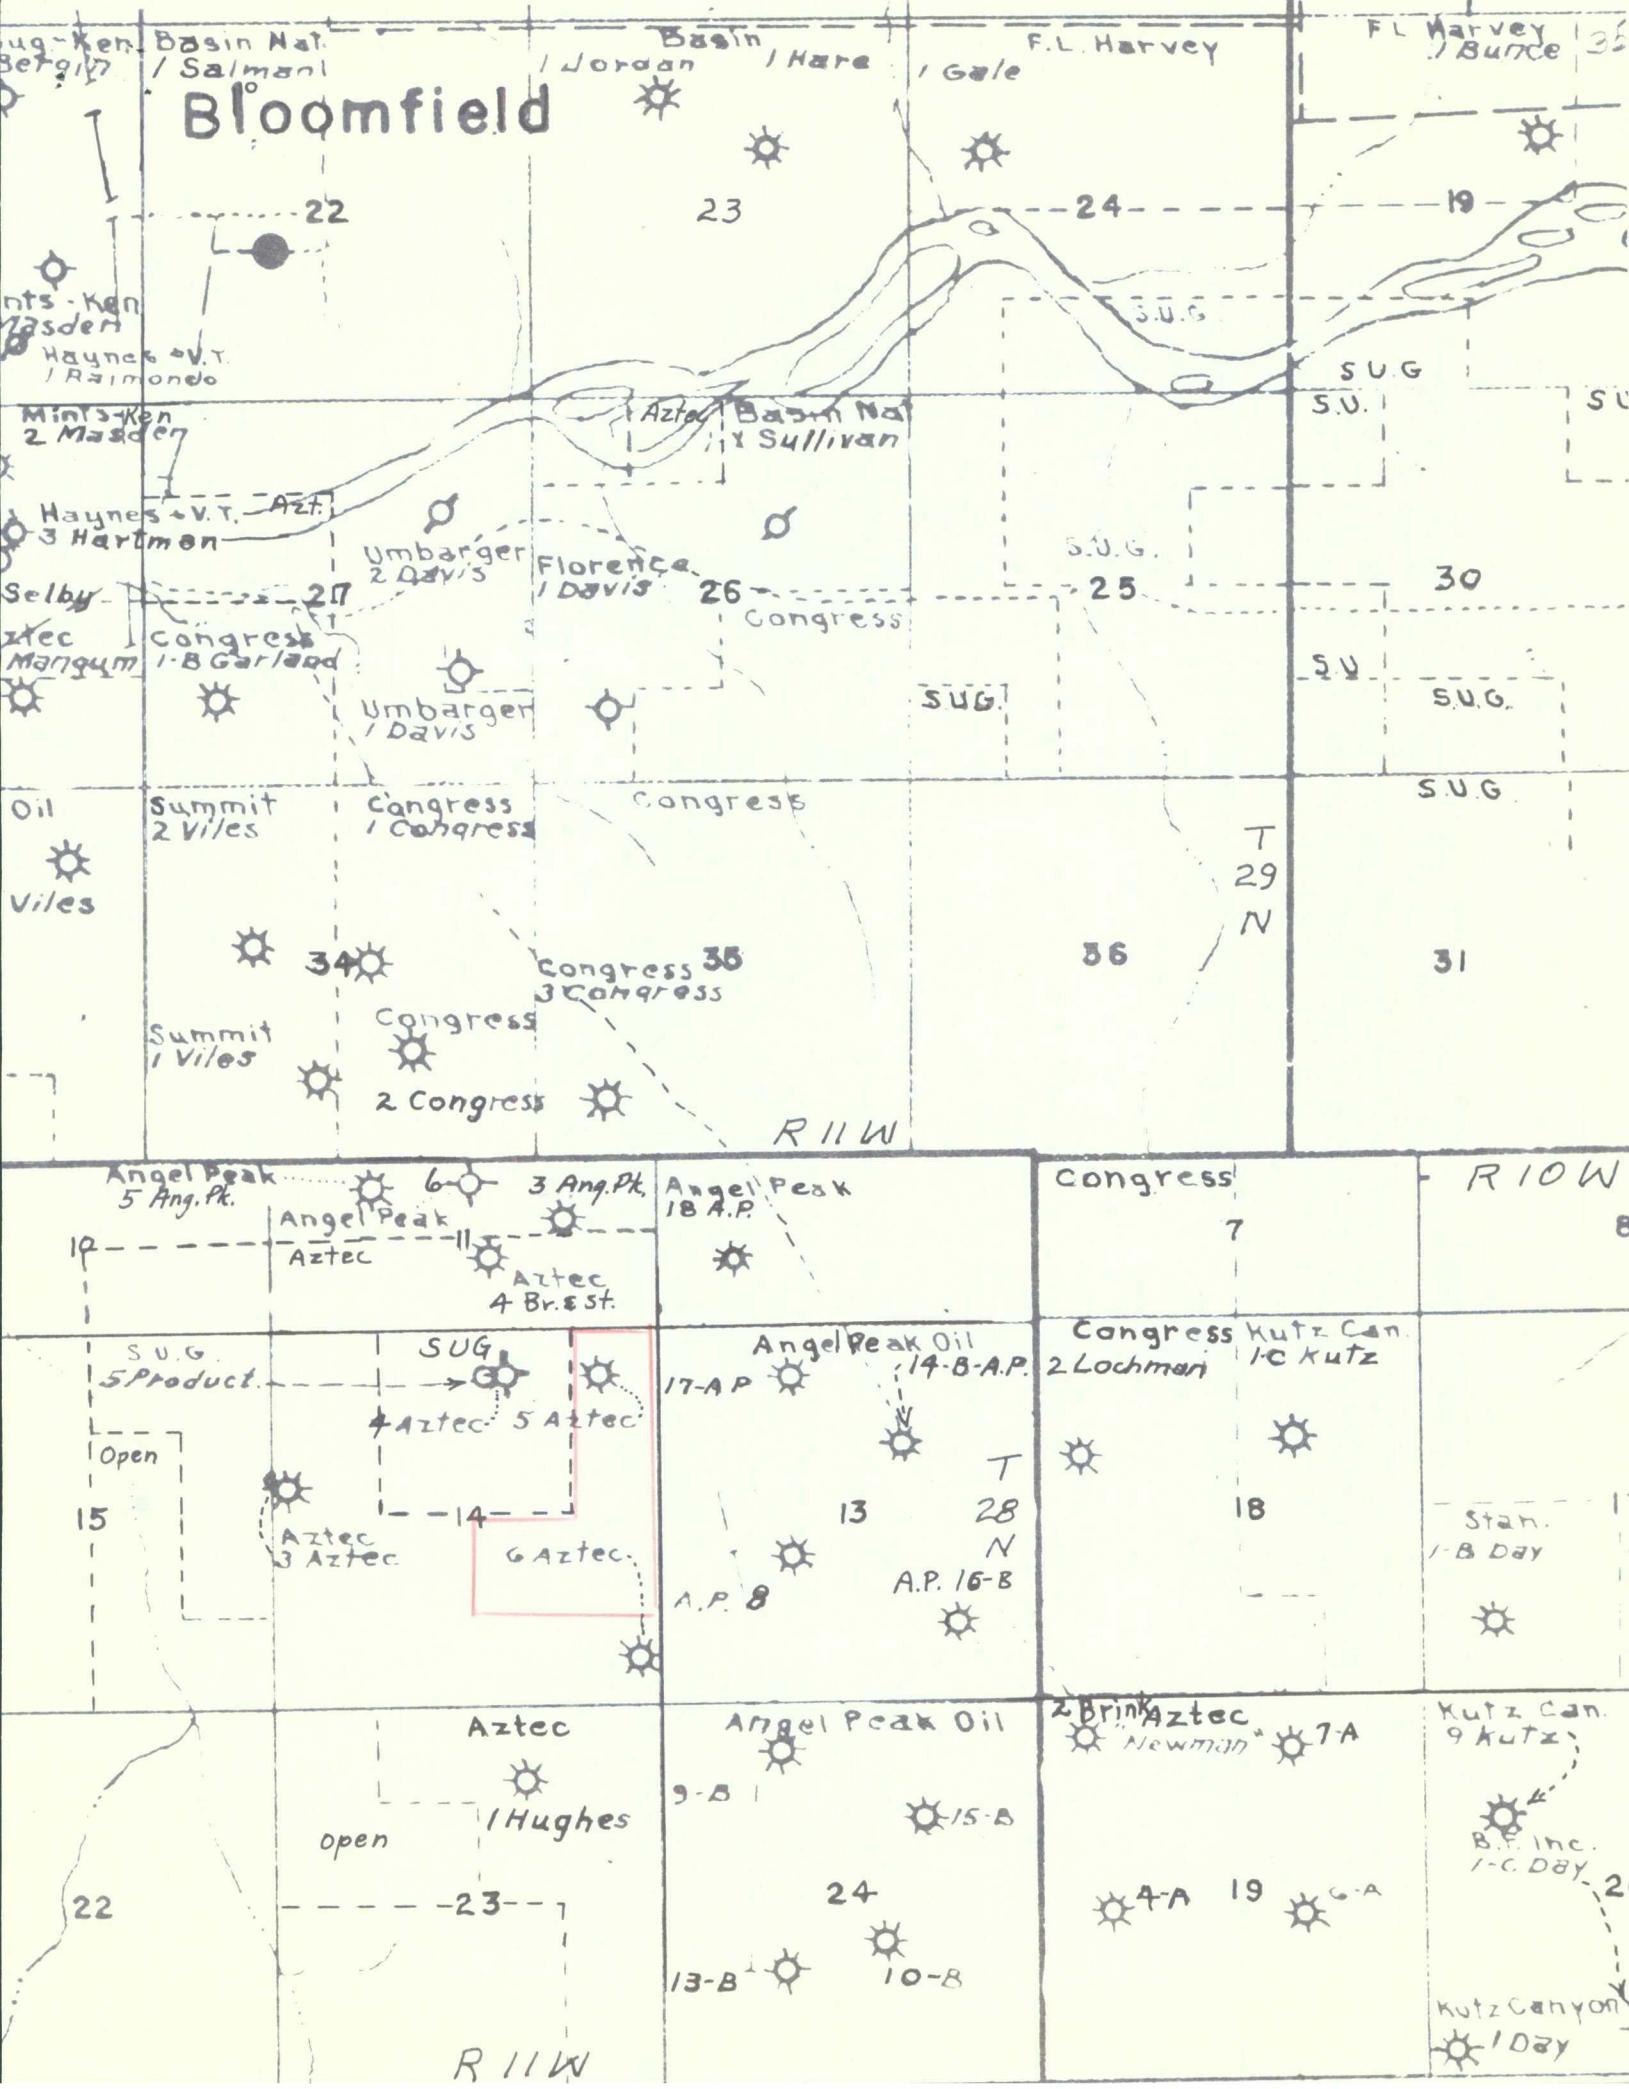 Basin Nat.
1 Salmanl
Basin
1 Jordan
1 Hare
F.L. Harvey
1 Gale
F L Harvey
1 Bunce
35
Bloomfield
22
23
24
19
Masden
Haynes & V.T.
1 Raimondo
S.U.G
S U G
S.U.
Mints-Ken
2 Masden
Aztec
Basin Nat
1 Sullivan
Azt.
Haynes & V.T.
3 Hartman
Umbarger
2 Davis
Florence
1 Davis
S.U.G.
Selby
27
26
25
30
Congress
Mangum
Congress
1-B Garland
S U
SUG.
S.U.G.
Umbarger
1 Davis
Oil
Summit
2 Viles
Congress
1 Congress
Congress
S.U.G
T
29
N
Viles
34
35
36
31
Congress
3 Congress
Summit
1 Viles
Congress
2 Congress
R 11 W
Angel Peak
5 Ang. Pk.
6
3 Ang. Pk.
Angel Peak
18 A.P.
Congress
R 10 W
Angel Peak
7
8
10
11
Aztec
Aztec
4 Br. & St.
S.U.G.
5 Product.
SUG
4 Aztec
5 Aztec
Angel Peak Oil
14-B-A.P.
17-A P
Congress
2 Lochman
Kutz Can.
1-C Kutz
Open
T
28
N
15
14
13
18
Aztec
3 Aztec
6 Aztec
Stan.
1-B Day
A.P. 8
A.P. 16-B
Aztec
1 Hughes
Angel Peak Oil
9-B
15-B
2 Brink
Aztec
"Newman"
7-A
Kutz Can.
9 Kutz
open
B.F. Inc.
1-C Day
22
23
24
4-A
19
6-A
13-B
10-B
Kutz Canyon
1 Day
R 11 W